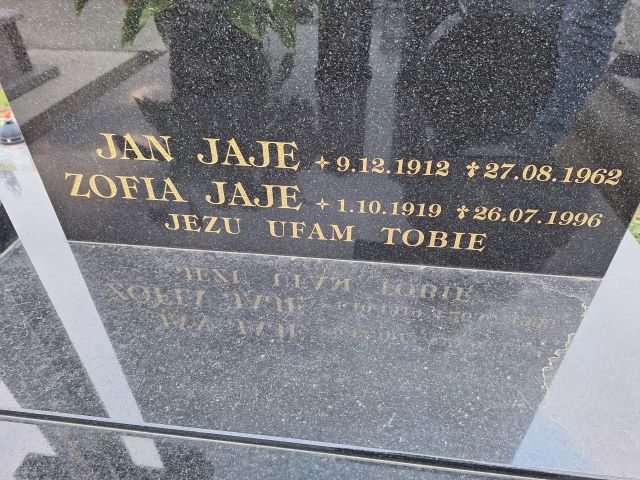 JAN JAJE ✧ 9.12.1912 ✝ 27.08.1962
ZOFIA JAJE ✧ 1.10.1919 ✝ 26.07.1996
JEZU UFAM TOBIE